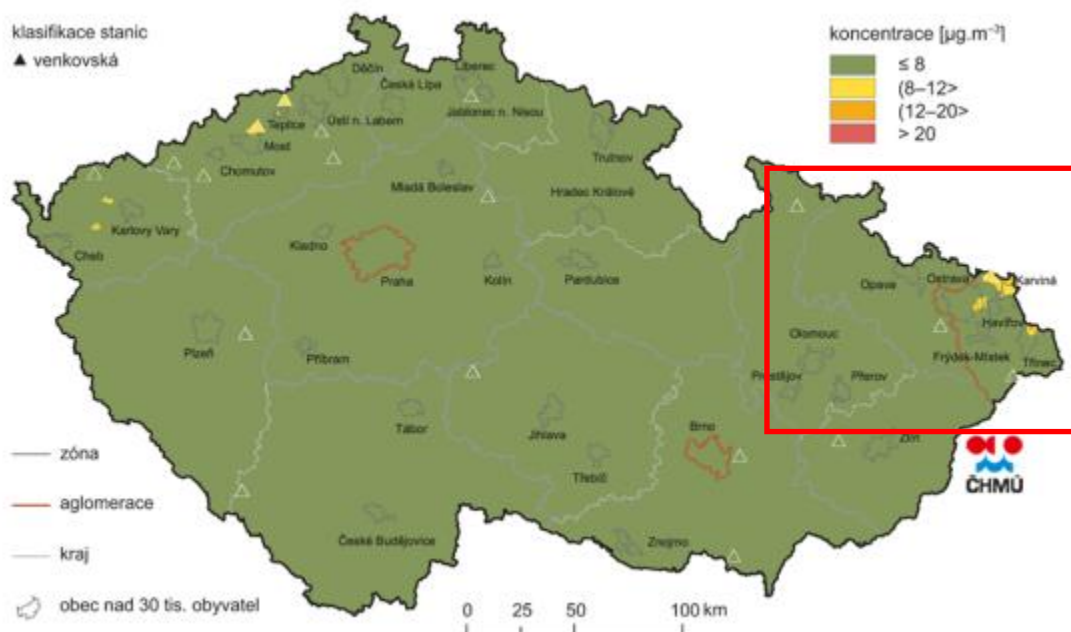 klasifikace stanic
venkovská
koncentrace [µg.m⁻³]
≤ 8
(8–12>
(12–20>
> 20
Děčín
Liberec
Česká Lípa
Teplice
Ústí n. Labem
Jablonec n. Nisou
Most
Chomutov
Trutnov
Mladá Boleslav
Hradec Králové
Karlovy Vary
Cheb
Kladno
Praha
Kolín
Pardubice
Opava
Ostrava
Karviná
Havířov
Olomouc
Plzeň
Příbram
Frýdek-Místek
Třinec
Prostějov
Přerov
Tábor
Jihlava
Brno
Zlín
Třebíč
ČHMÚ
České Budějovice
Znojmo
zóna
aglomerace
kraj
obec nad 30 tis. obyvatel
0 25 50 100 km